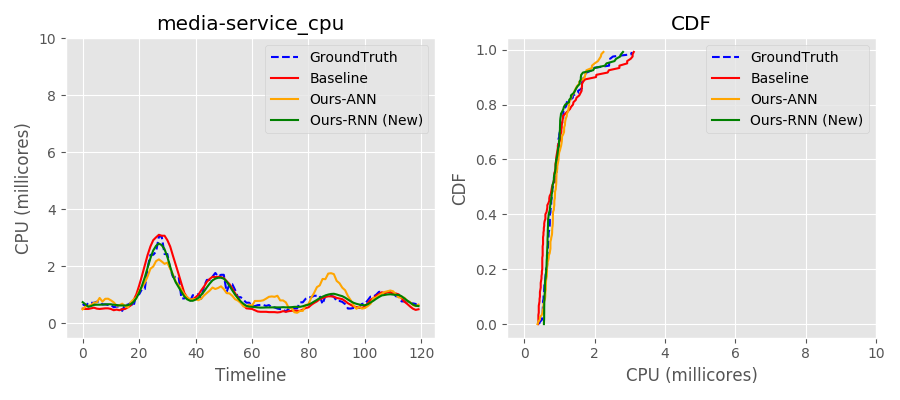 media-service_cpu
10
8
6
4
2
0
CPU (millicores)
0
20
40
60
80
100
120
Timeline
GroundTruth
Baseline
Ours-ANN
Ours-RNN (New)
CDF
1.0
0.8
0.6
0.4
0.2
0.0
CDF
0
2
4
6
8
10
CPU (millicores)
GroundTruth
Baseline
Ours-ANN
Ours-RNN (New)